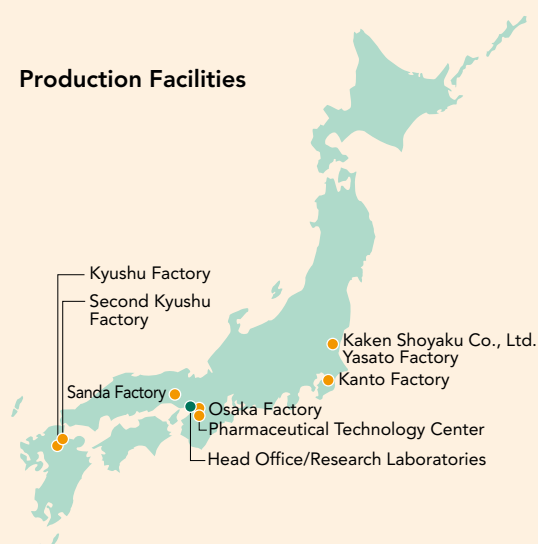 Production Facilities
Kyushu Factory
Second Kyushu
Factory
Kaken Shoyaku Co., Ltd.
Yasato Factory
Kanto Factory
Sanda Factory
Osaka Factory
Pharmaceutical Technology Center
Head Office/Research Laboratories